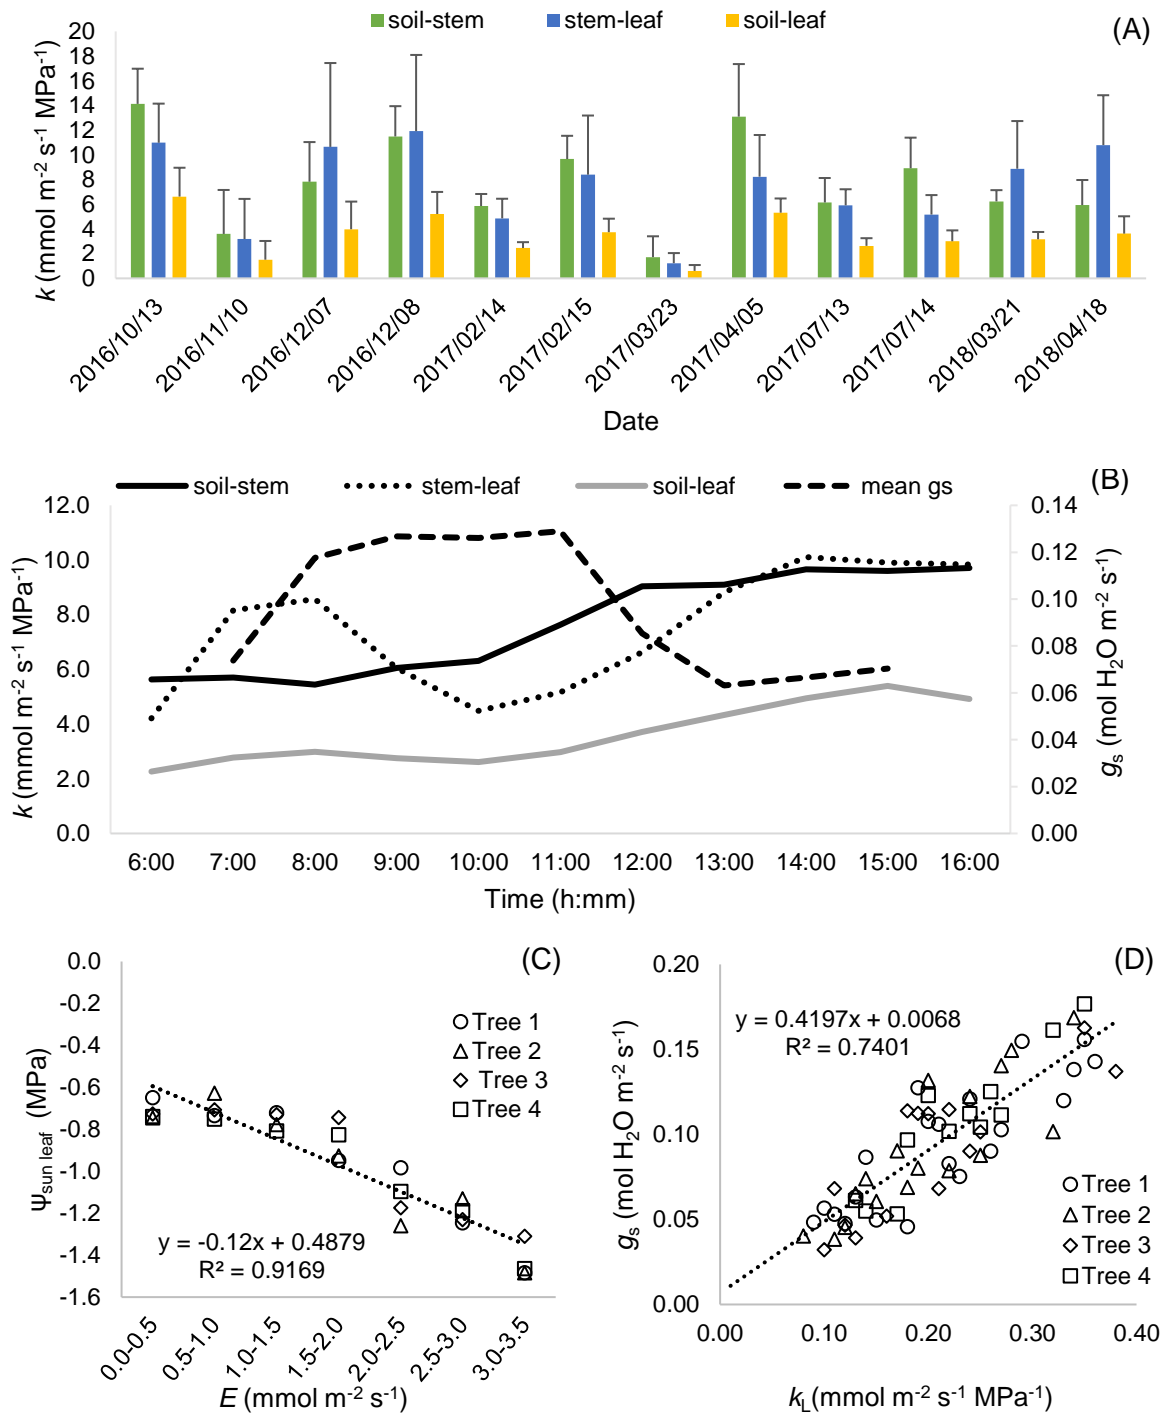 soil-stem stem-leaf soil-leaf
(A)
20
18
16
14
12
10
8
6
4
2
0
k (mmol m⁻² s⁻¹ MPa⁻¹)
2016/10/13 2016/11/10 2016/12/07 2016/12/08 2017/02/14 2017/02/15 2017/03/23 2017/04/05 2017/07/13 2017/07/14 2018/03/21 2018/04/18
Date
soil-stem stem-leaf soil-leaf mean gs
(B)
12.0
10.0
8.0
6.0
4.0
2.0
0.0
k (mmol m⁻² s⁻¹ MPa⁻¹)
0.14
0.12
0.10
0.08
0.06
0.04
0.02
0.00
gₛ (mol H₂O m⁻² s⁻¹)
6:00 7:00 8:00 9:00 10:00 11:00 12:00 13:00 14:00 15:00 16:00
Time (h:mm)
(C)
0.0
-0.2
-0.4
-0.6
-0.8
-1.0
-1.2
-1.4
-1.6
Ψsun leaf (MPa)
Tree 1
Tree 2
Tree 3
Tree 4
y = -0.12x + 0.4879
R² = 0.9169
0.0-0.5 0.5-1.0 1.0-1.5 1.5-2.0 2.0-2.5 2.5-3.0 3.0-3.5
E (mmol m⁻² s⁻¹)
(D)
0.20
0.15
0.10
0.05
0.00
gₛ (mol H₂O m⁻² s⁻¹)
y = 0.4197x + 0.0068
R² = 0.7401
Tree 1
Tree 2
Tree 3
Tree 4
0.00 0.10 0.20 0.30 0.40
kL(mmol m⁻² s⁻¹ MPa⁻¹)